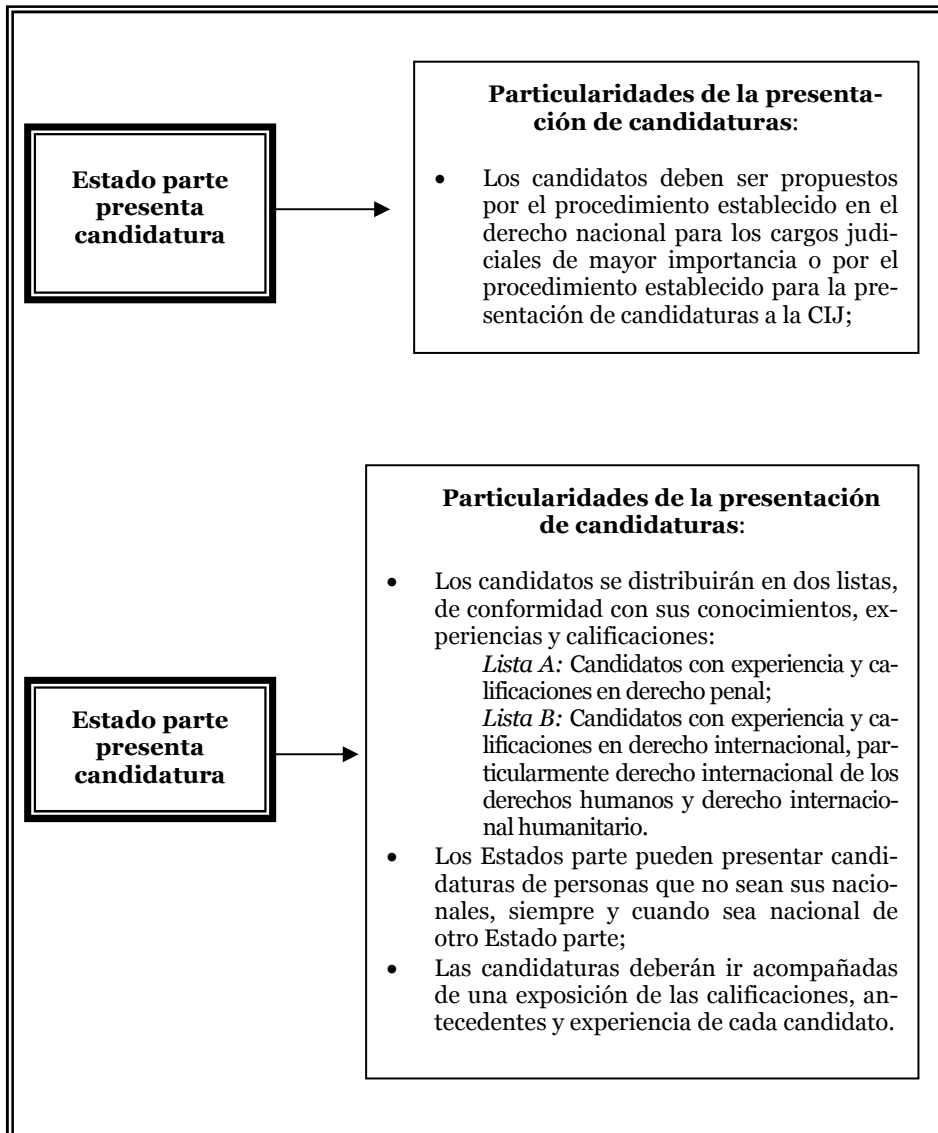 Particularidades de la presenta-
ción de candidaturas:
Estado parte
presenta
candidatura
• Los candidatos deben ser propuestos
por el procedimiento establecido en el
derecho nacional para los cargos judi-
ciales de mayor importancia o por el
procedimiento establecido para la pre-
sentación de candidaturas a la CIJ;
Particularidades de la presentación
de candidaturas:
• Los candidatos se distribuirán en dos listas,
de conformidad con sus conocimientos, ex-
periencias y calificaciones:
Lista A: Candidatos con experiencia y ca-
lificaciones en derecho penal;
Lista B: Candidatos con experiencia y ca-
lificaciones en derecho internacional, par-
ticularmente derecho internacional de los
derechos humanos y derecho internacio-
nal humanitario.
Estado parte
presenta
candidatura
• Los Estados parte pueden presentar candi-
daturas de personas que no sean sus nacio-
nales, siempre y cuando sea nacional de
otro Estado parte;
• Las candidaturas deberán ir acompañadas
de una exposición de las calificaciones, an-
tecedentes y experiencia de cada candidato.